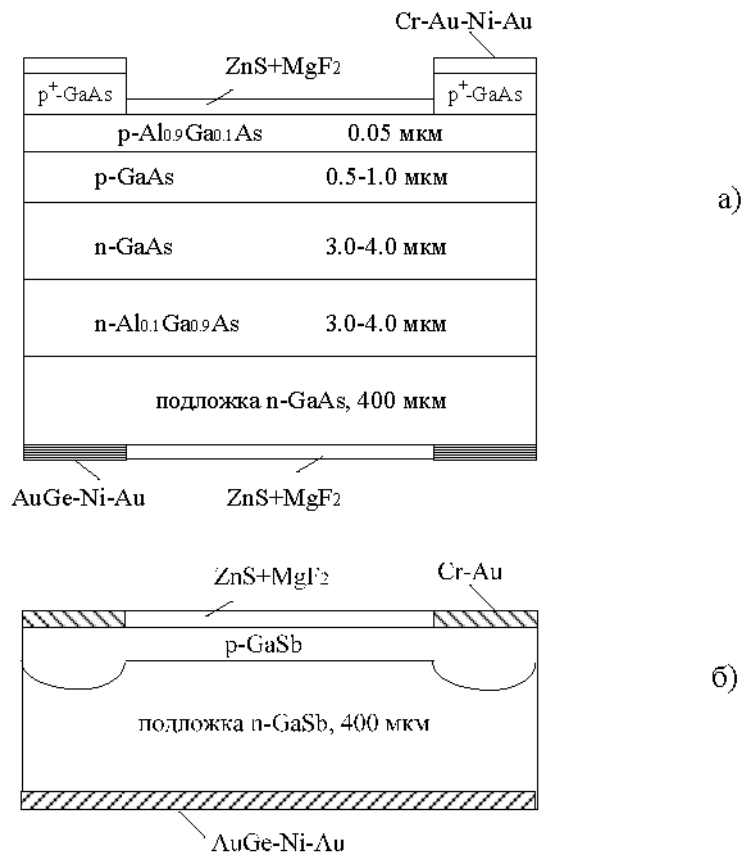 Cr-Au-Ni-Au
ZnS+MgF2
p+-GaAs p+-GaAs
p-Al0.9Ga0.1As 0.05 мкм
p-GaAs 0.5-1.0 мкм
а)
n-GaAs 3.0-4.0 мкм
n-Al0.1Ga0.9As 3.0-4.0 мкм
подложка n-GaAs, 400 мкм
AuGe-Ni-Au ZnS+MgF2
ZnS+MgF2 Cr-Au
p-GaSb
б)
подложка n-GaSb, 400 мкм
AuGe-Ni-Au